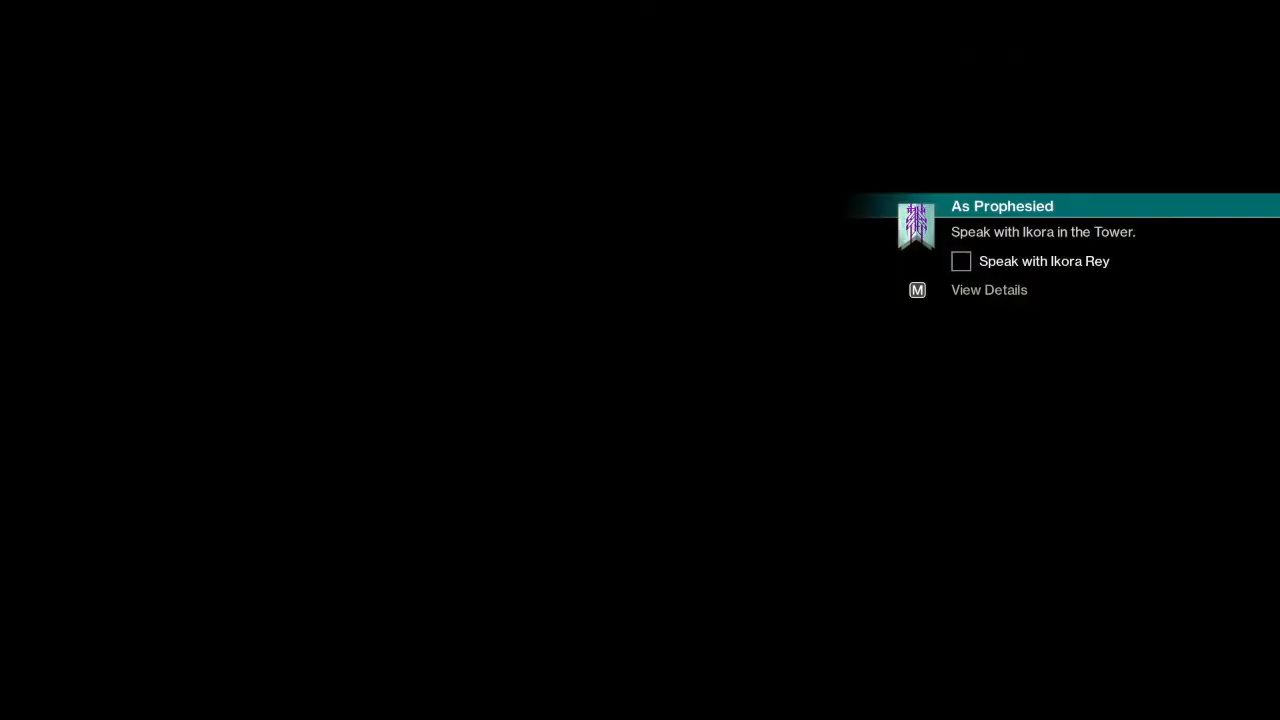 As Prophesied
Speak with Ikora in the Tower.
Speak with Ikora Rey
M View Details